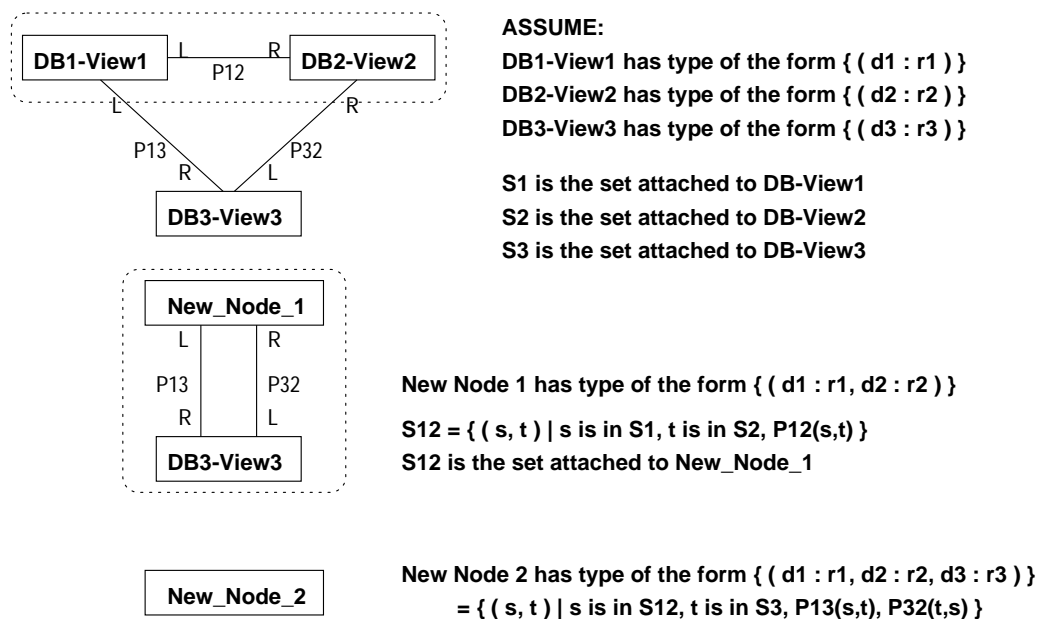 DB1-View1
L
R
P12
DB2-View2
L
R
P13
P32
R
L
DB3-View3
ASSUME:
DB1-View1 has type of the form { ( d1 : r1 ) }
DB2-View2 has type of the form { ( d2 : r2 ) }
DB3-View3 has type of the form { ( d3 : r3 ) }
S1 is the set attached to DB-View1
S2 is the set attached to DB-View2
S3 is the set attached to DB-View3
New_Node_1
L
R
P13
P32
R
L
DB3-View3
New Node 1 has type of the form { ( d1 : r1, d2 : r2 ) }
S12 = { ( s, t ) | s is in S1, t is in S2, P12(s,t) }
S12 is the set attached to New_Node_1
New_Node_2
New Node 2 has type of the form { ( d1 : r1, d2 : r2, d3 : r3 ) }
= { ( s, t ) | s is in S12, t is in S3, P13(s,t), P32(t,s) }